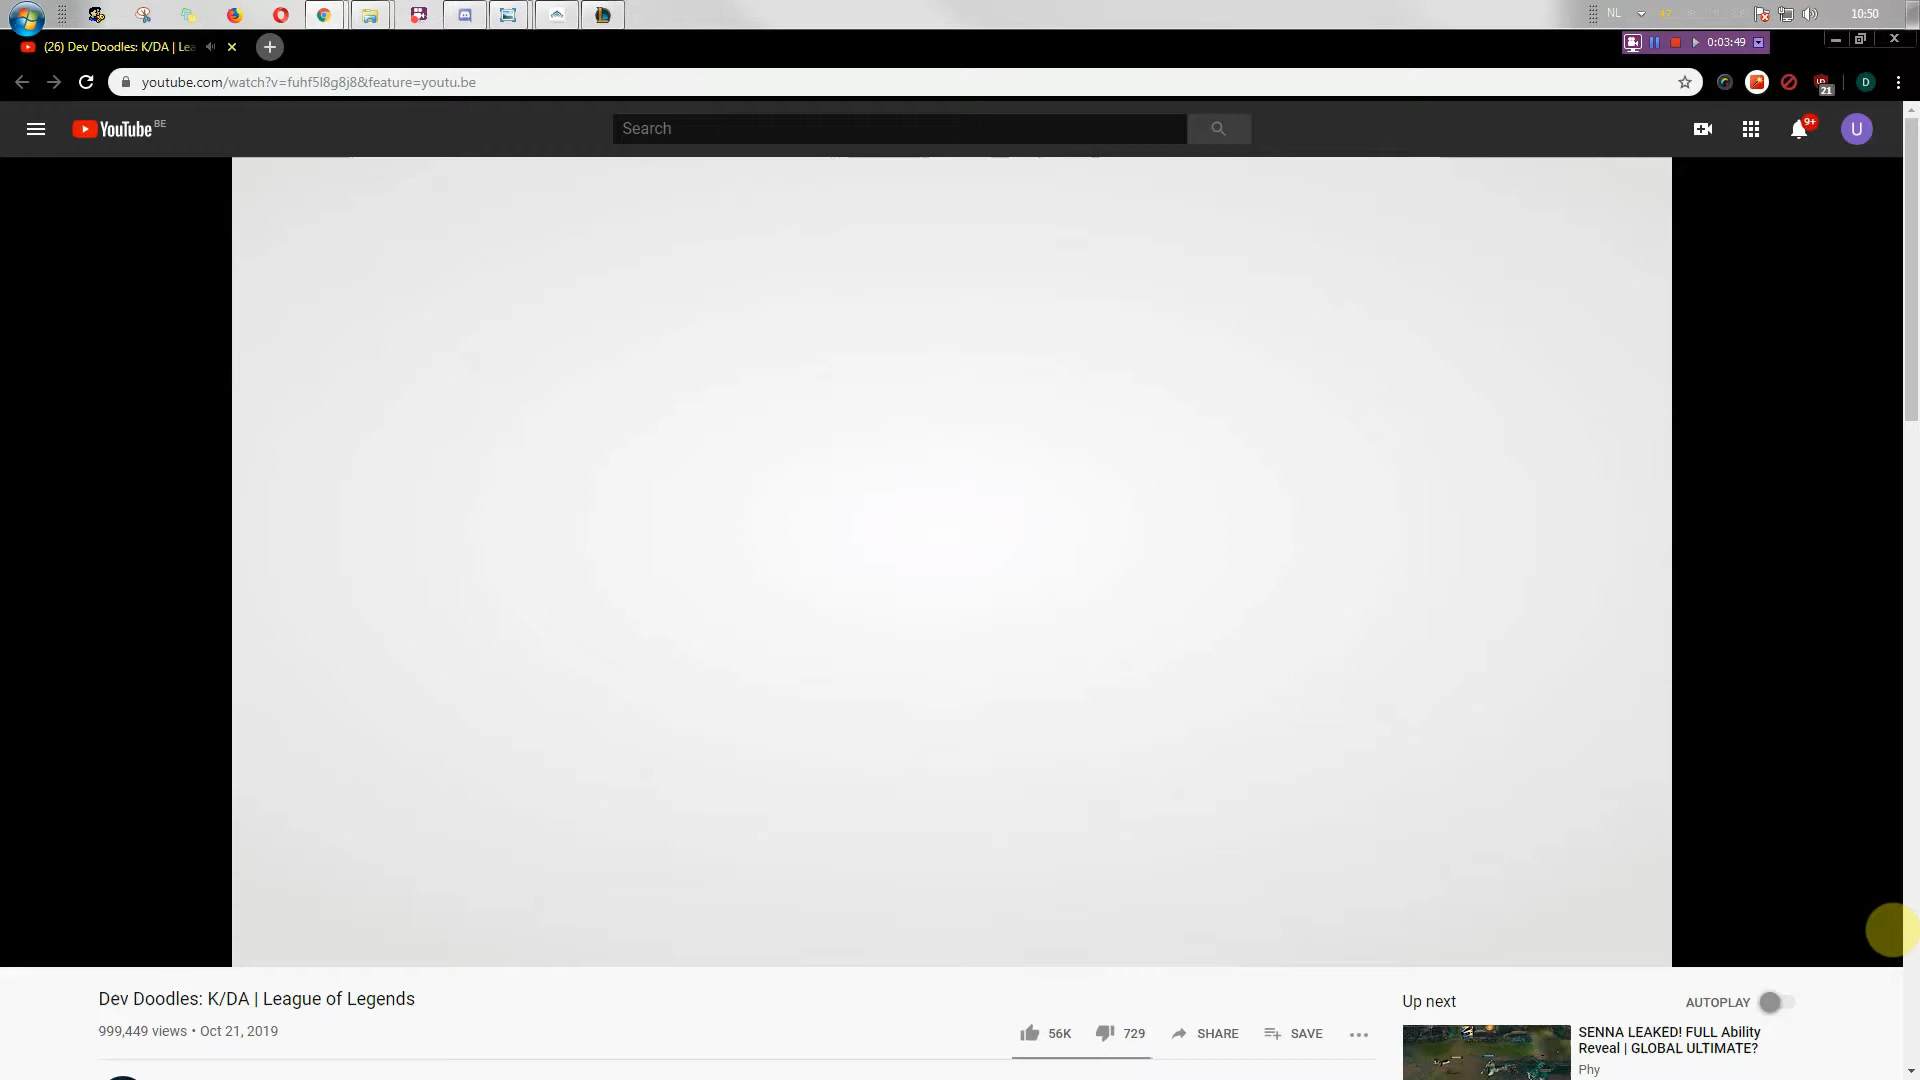 NL
10:50
(26) Dev Doodles: K/DA | Lea
0:03:49
youtube.com/watch?v=fuhf5l8g8j8&feature=youtu.be
21
D
YouTube BE
Search
9+
U
Dev Doodles: K/DA | League of Legends
999,449 views • Oct 21, 2019
56K
729
SHARE
SAVE
Up next
AUTOPLAY
SENNA LEAKED! FULL Ability
Reveal | GLOBAL ULTIMATE?
Phy